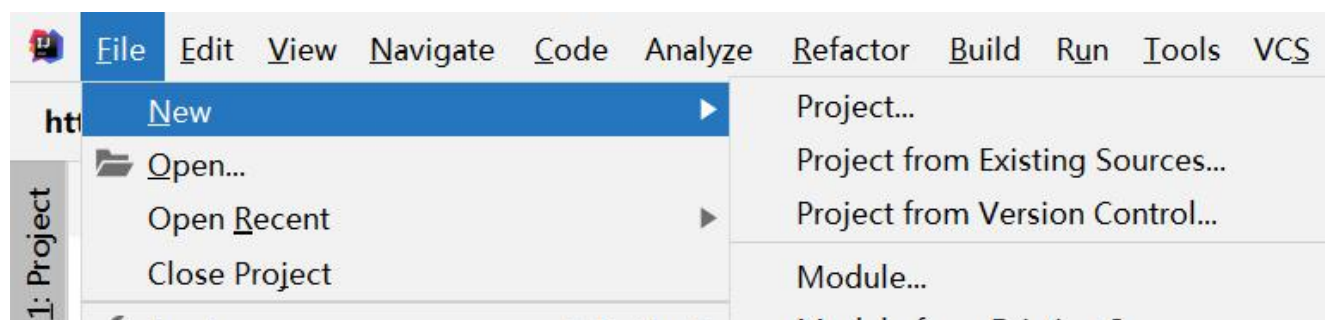 File Edit View Navigate Code Analyze Refactor Build Run Tools VCS
htt
New
Project...
Open...
Project from Existing Sources...
Open Recent
Project from Version Control...
Close Project
Module...
1: Project